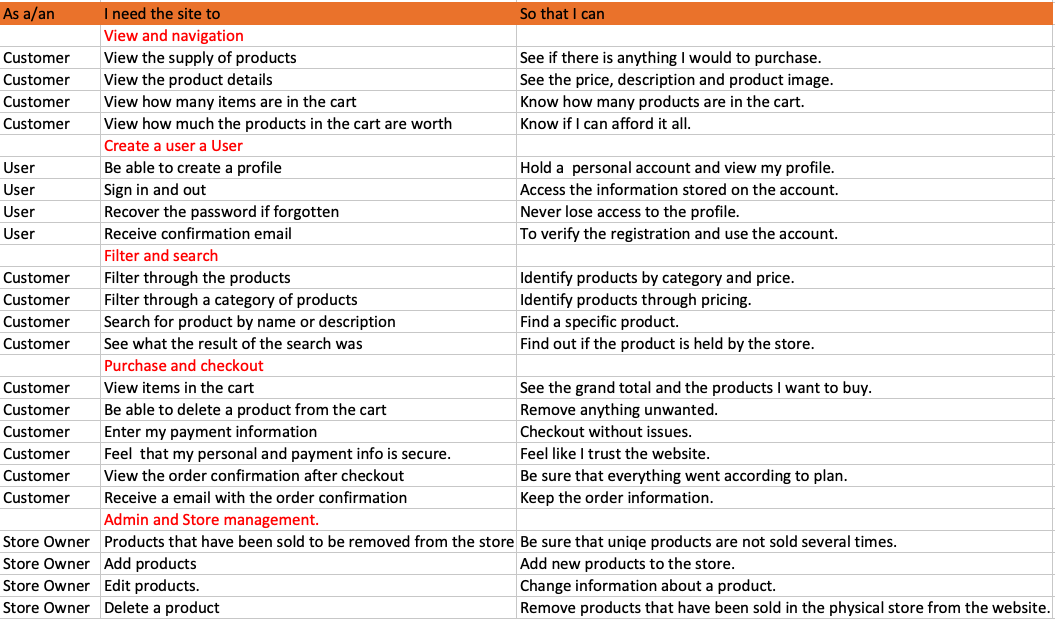 As a/an I need the site to So that I can
View and navigation
Customer View the supply of products See if there is anything I would to purchase.
Customer View the product details See the price, description and product image.
Customer View how many items are in the cart Know how many products are in the cart.
Customer View how much the products in the cart are worth Know if I can afford it all.
Create a user a User
User Be able to create a profile Hold a  personal account and view my profile.
User Sign in and out Access the information stored on the account.
User Recover the password if forgotten Never lose access to the profile.
User Receive confirmation email To verify the registration and use the account.
Filter and search
Customer Filter through the products Identify products by category and price.
Customer Filter through a category of products Identify products through pricing.
Customer Search for product by name or description Find a specific product.
Customer See what the result of the search was Find out if the product is held by the store.
Purchase and checkout
Customer View items in the cart See the grand total and the products I want to buy.
Customer Be able to delete a product from the cart Remove anything unwanted.
Customer Enter my payment information Checkout without issues.
Customer Feel  that my personal and payment info is secure. Feel like I trust the website.
Customer View the order confirmation after checkout Be sure that everything went according to plan.
Customer Receive a email with the order confirmation Keep the order information.
Admin and Store management.
Store Owner Products that have been sold to be removed from the store Be sure that uniqe products are not sold several times.
Store Owner Add products Add new products to the store.
Store Owner Edit products. Change information about a product.
Store Owner Delete a product Remove products that have been sold in the physical store from the website.